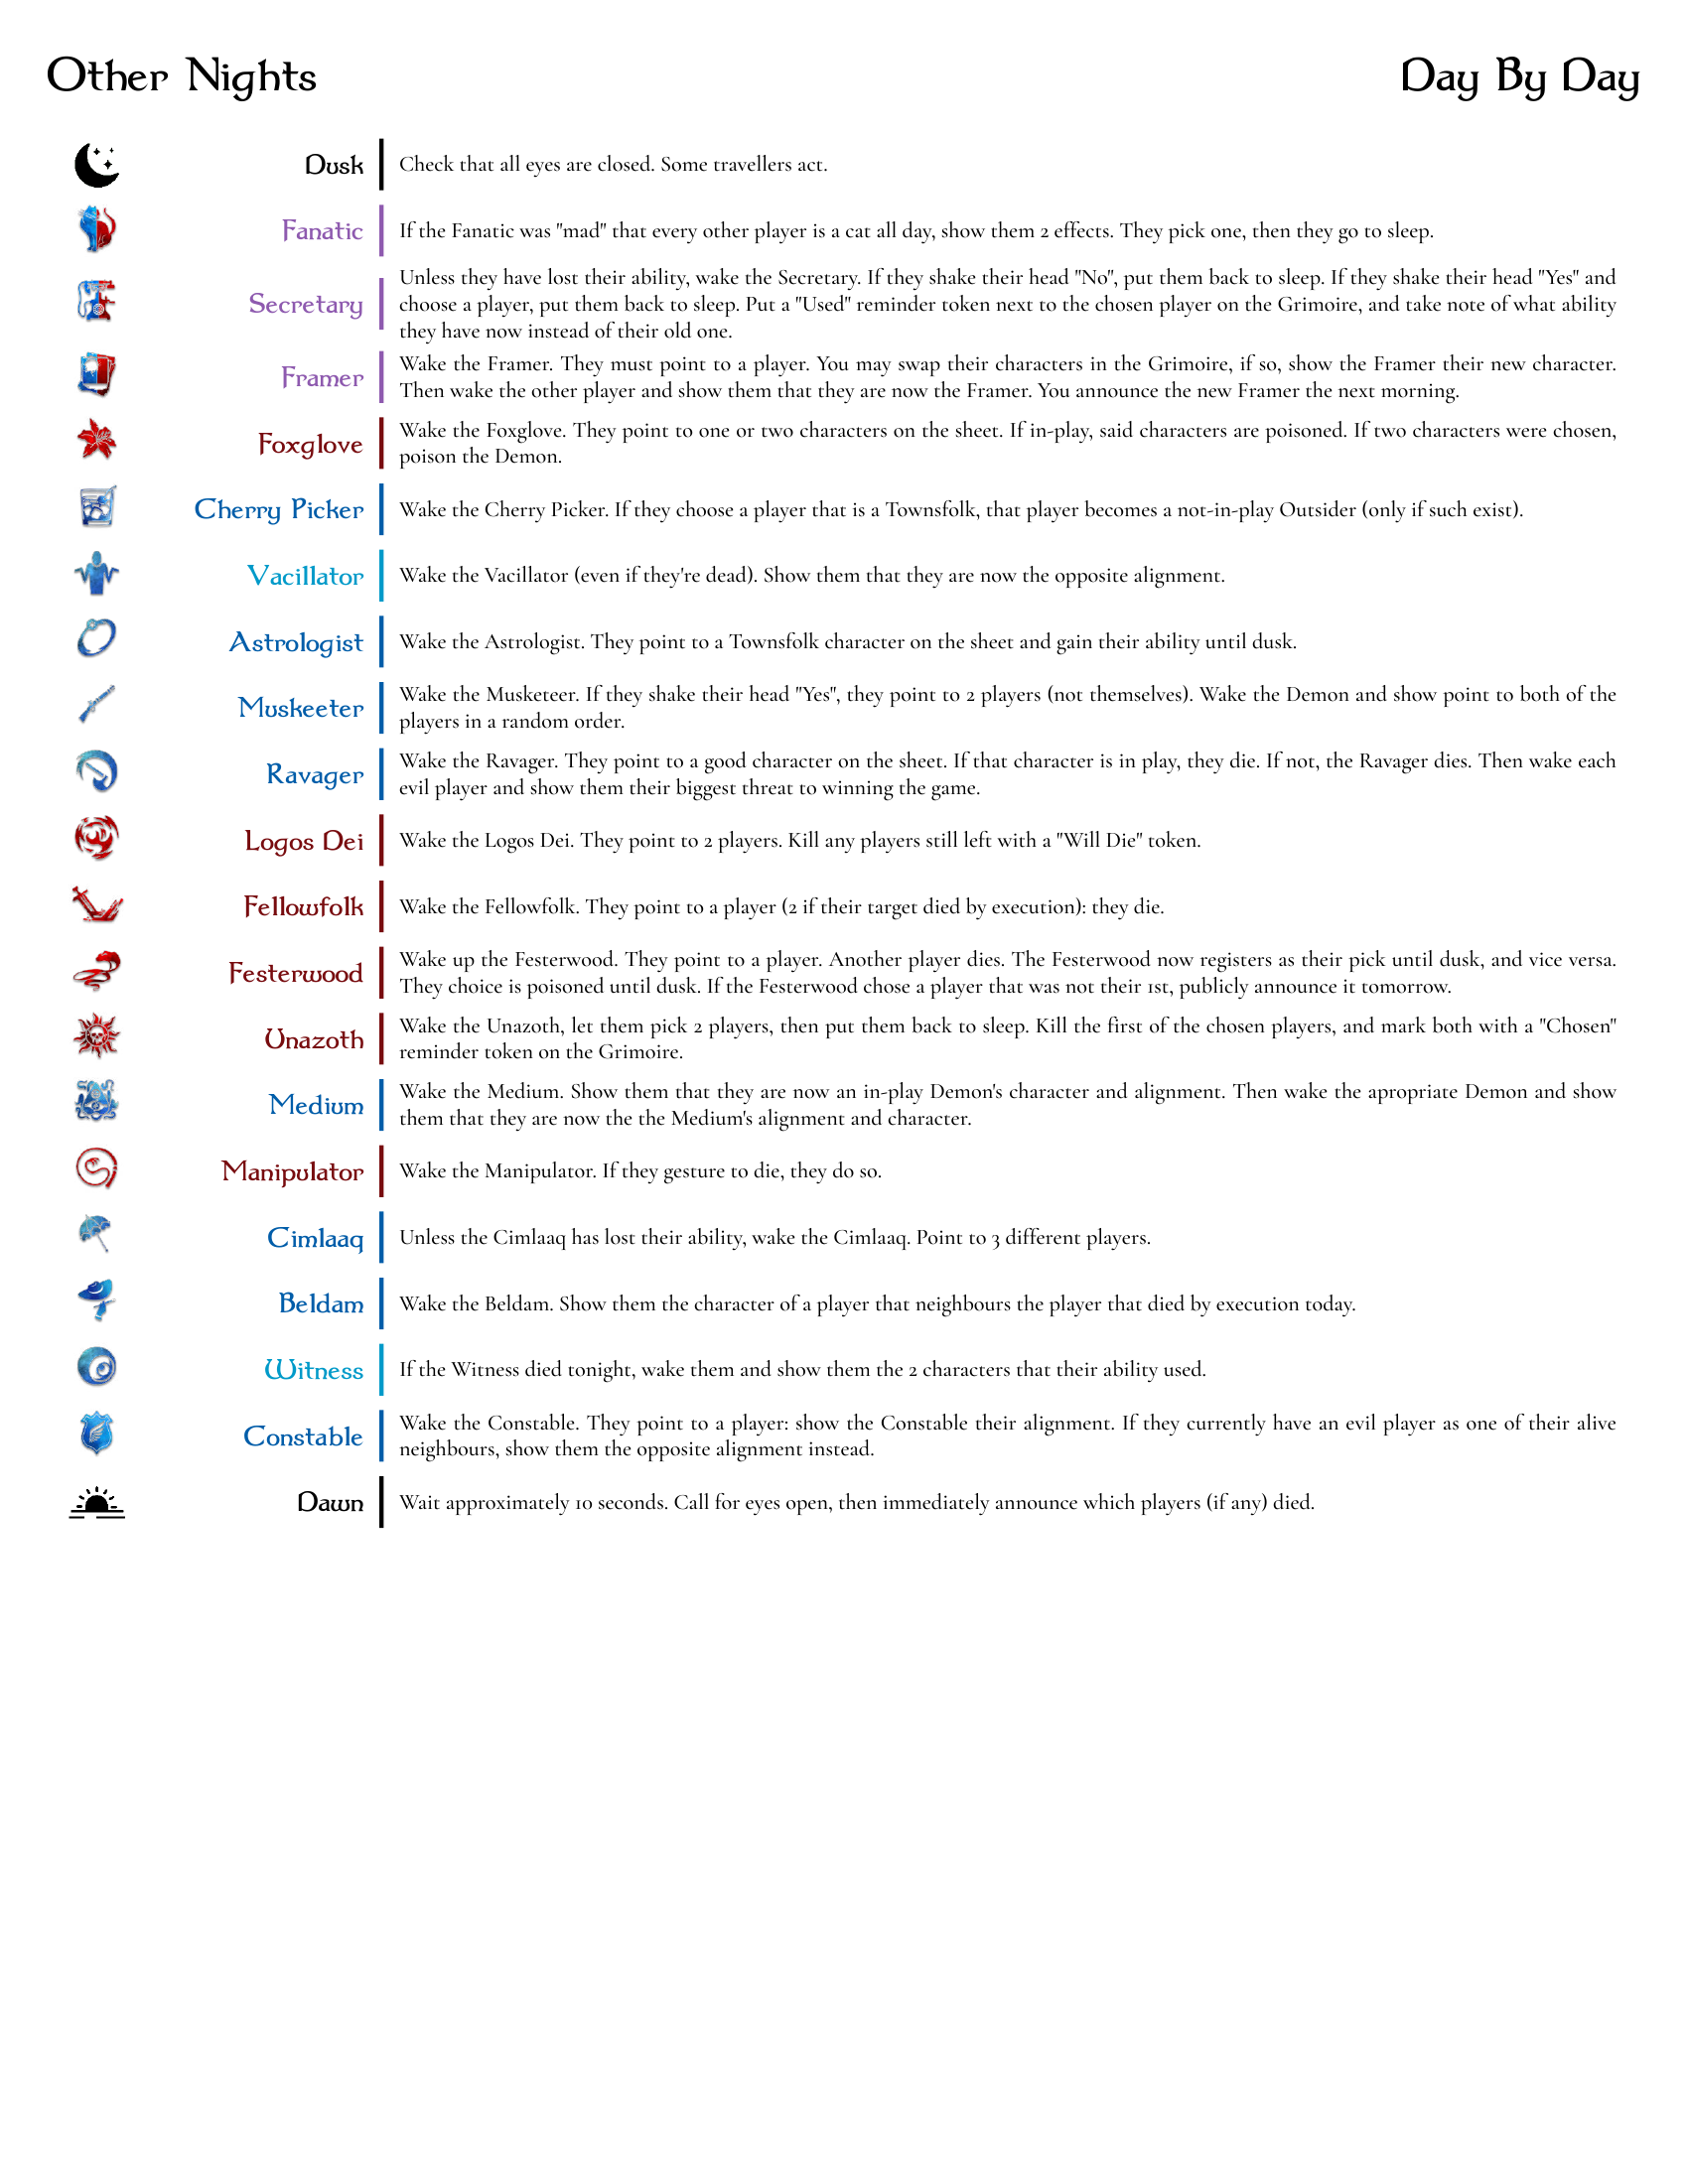 Other Nights
Day By Day
Dusk
Check that all eyes are closed. Some travellers act.
Fanatic
If the Fanatic was "mad" that every other player is a cat all day, show them 2 effects. They pick one, then they go to sleep.
Secretary
Unless they have lost their ability, wake the Secretary. If they shake their head "No", put them back to sleep. If they shake their head "Yes" and
choose a player, put them back to sleep. Put a "Used" reminder token next to the chosen player on the Grimoire, and take note of what ability
they have now instead of their old one.
Framer
Wake the Framer. They must point to a player. You may swap their characters in the Grimoire, if so, show the Framer their new character.
Then wake the other player and show them that they are now the Framer. You announce the new Framer the next morning.
Foxglove
Wake the Foxglove. They point to one or two characters on the sheet. If in-play, said characters are poisoned. If two characters were chosen,
poison the Demon.
Cherry Picker
Wake the Cherry Picker. If they choose a player that is a Townsfolk, that player becomes a not-in-play Outsider (only if such exist).
Vacillator
Wake the Vacillator (even if they're dead). Show them that they are now the opposite alignment.
Astrologist
Wake the Astrologist. They point to a Townsfolk character on the sheet and gain their ability until dusk.
Muskeeter
Wake the Musketeer. If they shake their head "Yes", they point to 2 players (not themselves). Wake the Demon and show point to both of the
players in a random order.
Ravager
Wake the Ravager. They point to a good character on the sheet. If that character is in play, they die. If not, the Ravager dies. Then wake each
evil player and show them their biggest threat to winning the game.
Logos Dei
Wake the Logos Dei. They point to 2 players. Kill any players still left with a "Will Die" token.
Fellowfolk
Wake the Fellowfolk. They point to a player (2 if their target died by execution): they die.
Festerwood
Wake up the Festerwood. They point to a player. Another player dies. The Festerwood now registers as their pick until dusk, and vice versa.
They choice is poisoned until dusk. If the Festerwood chose a player that was not their 1st, publicly announce it tomorrow.
Unazoth
Wake the Unazoth, let them pick 2 players, then put them back to sleep. Kill the first of the chosen players, and mark both with a "Chosen"
reminder token on the Grimoire.
Medium
Wake the Medium. Show them that they are now an in-play Demon's character and alignment. Then wake the apropriate Demon and show
them that they are now the the Medium's alignment and character.
Manipulator
Wake the Manipulator. If they gesture to die, they do so.
Cimlaaq
Unless the Cimlaaq has lost their ability, wake the Cimlaaq. Point to 3 different players.
Beldam
Wake the Beldam. Show them the character of a player that neighbours the player that died by execution today.
Witness
If the Witness died tonight, wake them and show them the 2 characters that their ability used.
Constable
Wake the Constable. They point to a player: show the Constable their alignment. If they currently have an evil player as one of their alive
neighbours, show them the opposite alignment instead.
Dawn
Wait approximately 10 seconds. Call for eyes open, then immediately announce which players (if any) died.